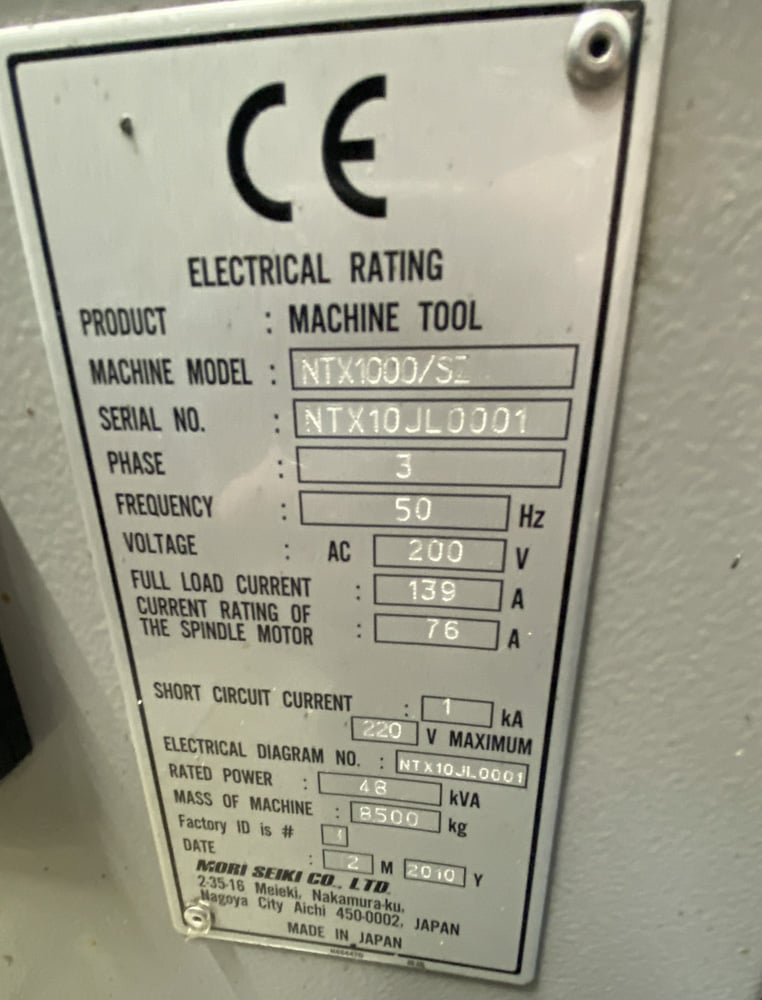 CE
ELECTRICAL RATING
PRODUCT : MACHINE TOOL
MACHINE MODEL : NTX1000/SZ
SERIAL NO. : NTX10JL0001
PHASE : 3
FREQUENCY : 50 Hz
VOLTAGE : AC 200 V
FULL LOAD CURRENT : 139 A
CURRENT RATING OF
THE SPINDLE MOTOR : 76 A
SHORT CIRCUIT CURRENT : 1 kA
220 V MAXIMUM
ELECTRICAL DIAGRAM NO. : NTX10JL0001
RATED POWER : 48 kVA
MASS OF MACHINE : 8500 kg
Factory ID is #
DATE : 2 M 2010 Y
MORI SEIKI CO., LTD.
2-35-16 Meieki, Nakamura-ku,
Nagoya City Aichi 450-0002, JAPAN
MADE IN JAPAN